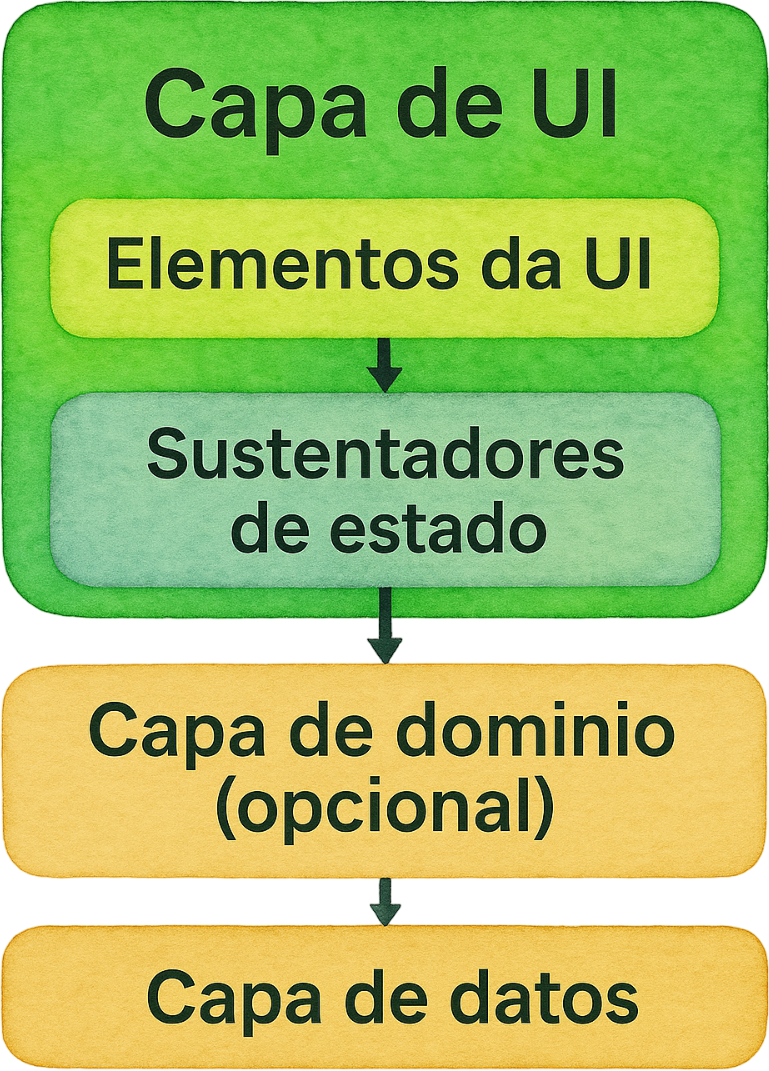 Capa de UI
Elementos da UI
Sustentadores
de estado
Capa de dominio
(opcional)
Capa de datos